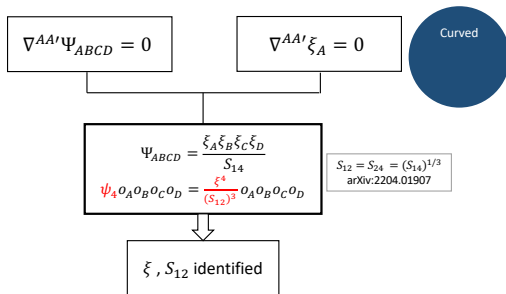 ∇^{AA'}Ψ_{ABCD} = 0
∇^{AA'}ξ_A = 0
Curved
Ψ_{ABCD} = \frac{ξ_A ξ_B ξ_C ξ_D}{S_{14}}
ψ_4 o_A o_B o_C o_D = \frac{ξ^4}{(S_{12})^3} o_A o_B o_C o_D
S_{12} = S_{24} = (S_{14})^{1/3}
arXiv:2204.01907
ξ , S_{12} identified